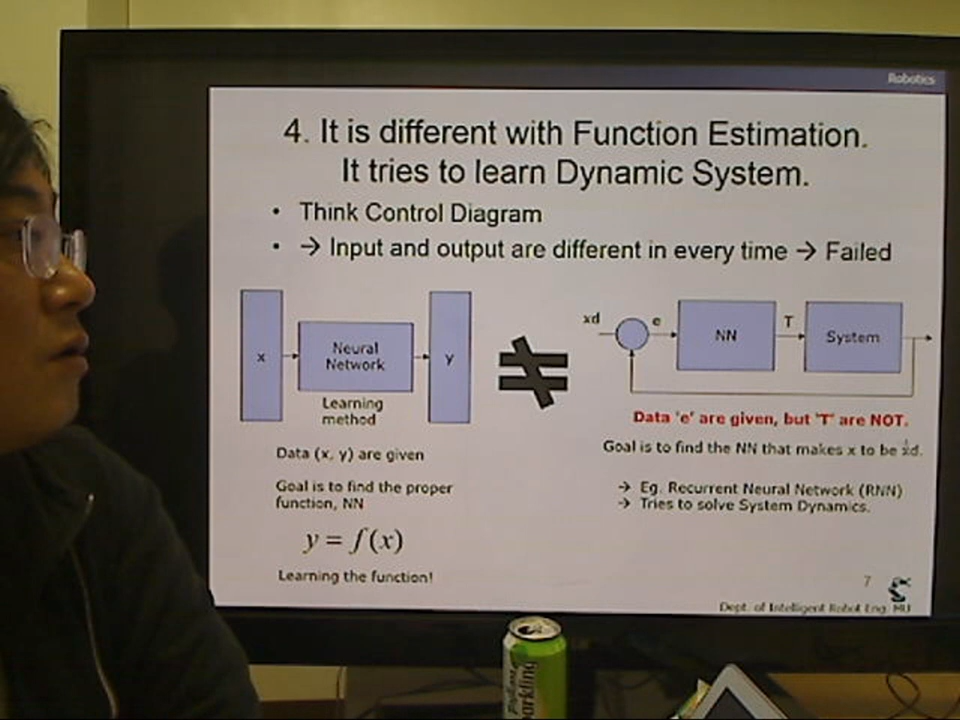 Robotics
4. It is different with Function Estimation.
It tries to learn Dynamic System.
• Think Control Diagram
• → Input and output are different in every time → Failed
x
Neural
Network
y
Learning
method
≠
xd
e
NN
T
System
Data (x, y) are given
Goal is to find the proper
function, NN
y = f(x)
Learning the function!
Data 'e' are given, but 'T' are NOT.
Goal is to find the NN that makes x to be xd.
→ Eg. Recurrent Neural Network (RNN)
→ Tries to solve System Dynamics.
7
Dept. of Intelligent Robot Eng. MU